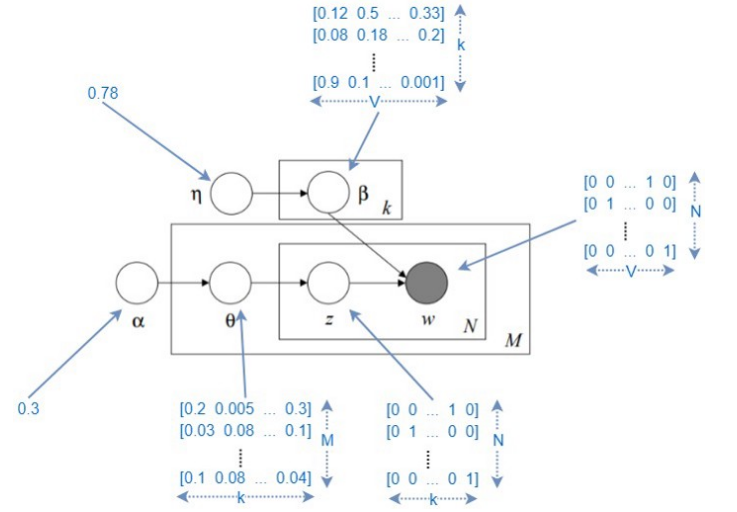 [0.12 0.5 ... 0.33]
[0.08 0.18 ... 0.2]
[0.9 0.1 ... 0.001]
k
V
0.78
η
β
k
[0 0 ... 1 0]
[0 1 ... 0 0]
[0 0 ... 0 1]
N
V
α
θ
z
w
N
M
0.3
[0.2 0.005 ... 0.3]
[0.03 0.08 ... 0.1]
[0.1 0.08 ... 0.04]
M
k
[0 0 ... 1 0]
[0 1 ... 0 0]
[0 0 ... 0 1]
N
k